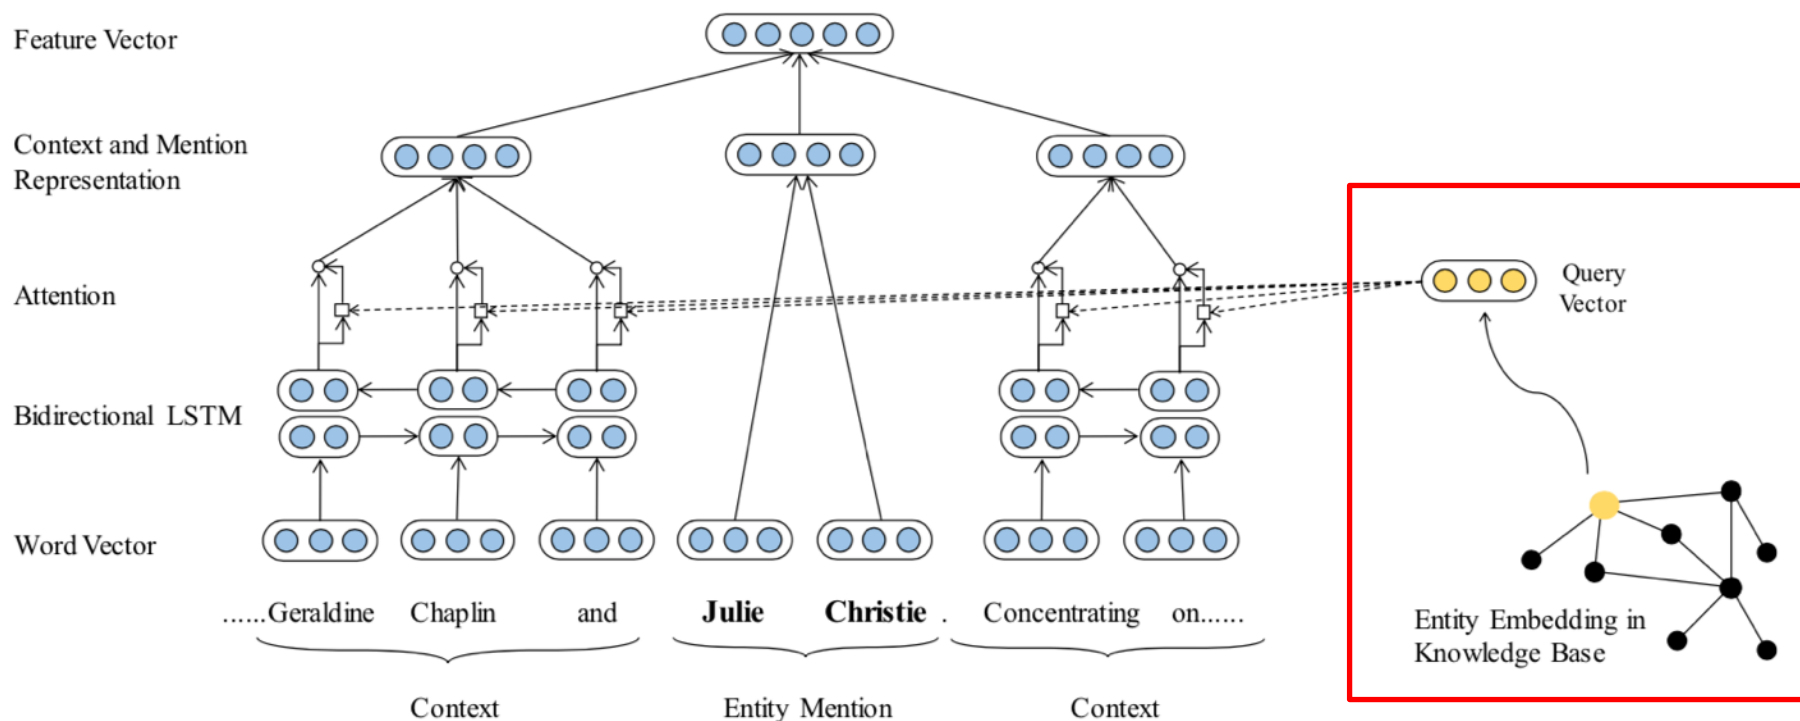 Feature Vector
Context and Mention
Representation
Attention
Query
Vector
Bidirectional LSTM
Word Vector
......Geraldine Chaplin and Julie Christie . Concentrating on......
Entity Embedding in
Knowledge Base
Context Entity Mention Context